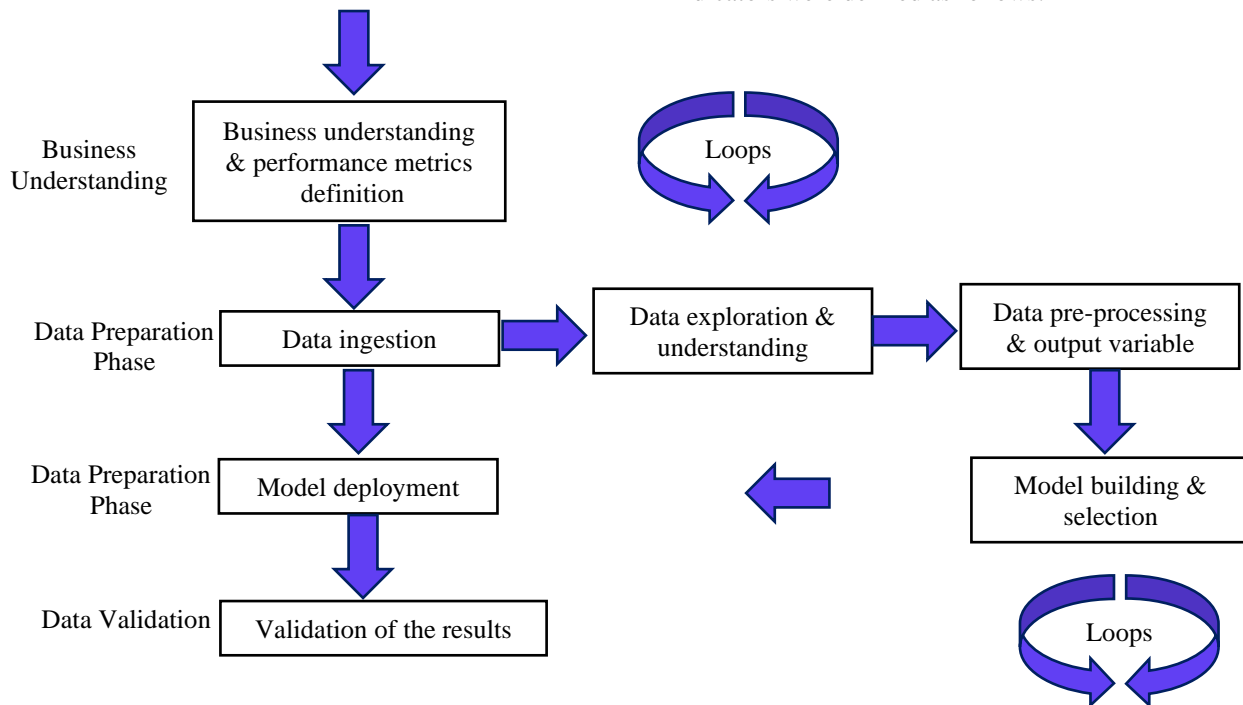 Business
Understanding
Business understanding
& performance metrics
definition
Loops
Data Preparation
Phase
Data ingestion
Data exploration &
understanding
Data pre-processing
& output variable
Data Preparation
Phase
Model deployment
Model building &
selection
Data Validation
Validation of the results
Loops